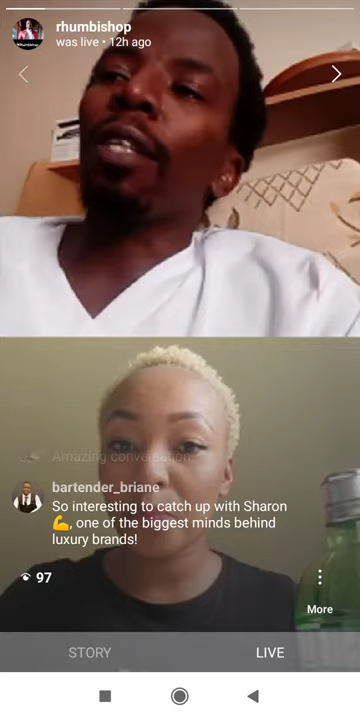 rhumbishop
was live • 12h ago
Amazing conversations
bartender_briane
So interesting to catch up with Sharon
💪, one of the biggest minds behind
luxury brands!
97
More
STORY
LIVE